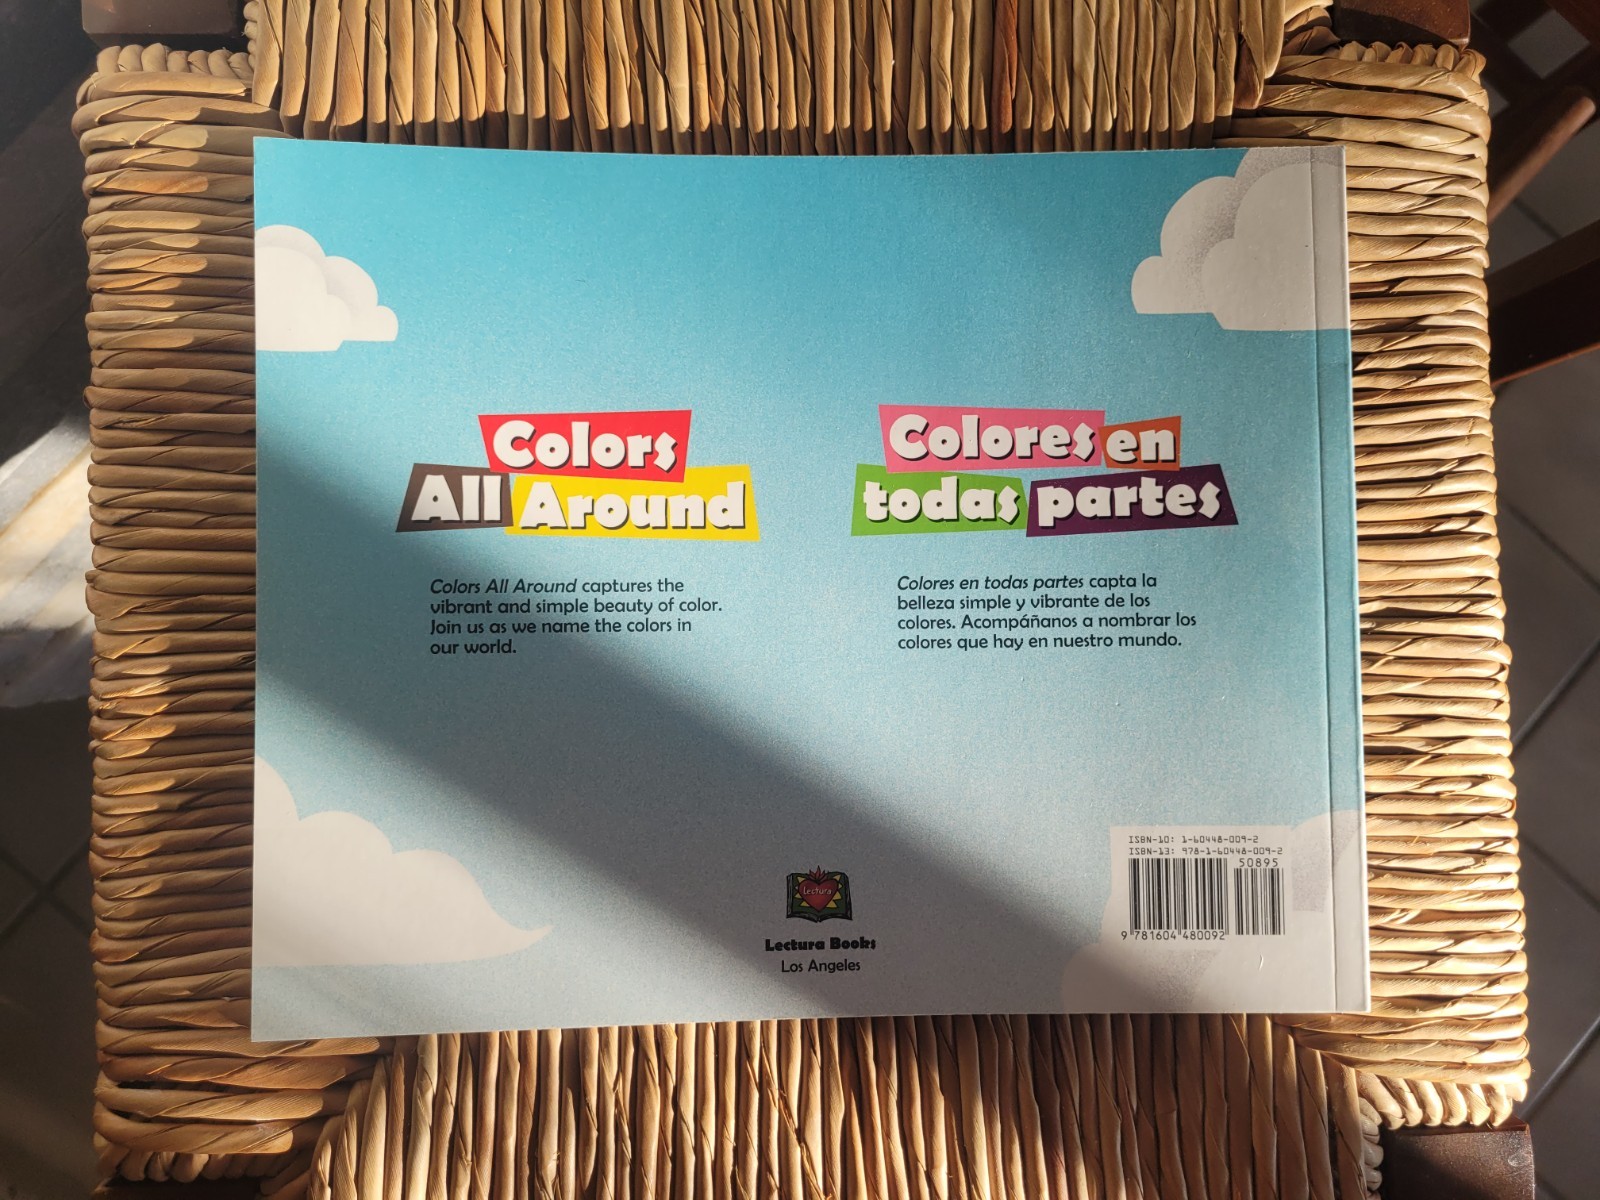 Colors
All Around
Colors All Around captures the
vibrant and simple beauty of color.
Join us as we name the colors in
our world.
Colores en
todas partes
Colores en todas partes capta la
belleza simple y vibrante de los
colores. Acompáñanos a nombrar los
colores que hay en nuestro mundo.
Lectura
Lectura Books
Los Angeles
ISBN-10: 1-60448-009-2
ISBN-13: 978-1-60448-009-2
50895
9 781604 480092